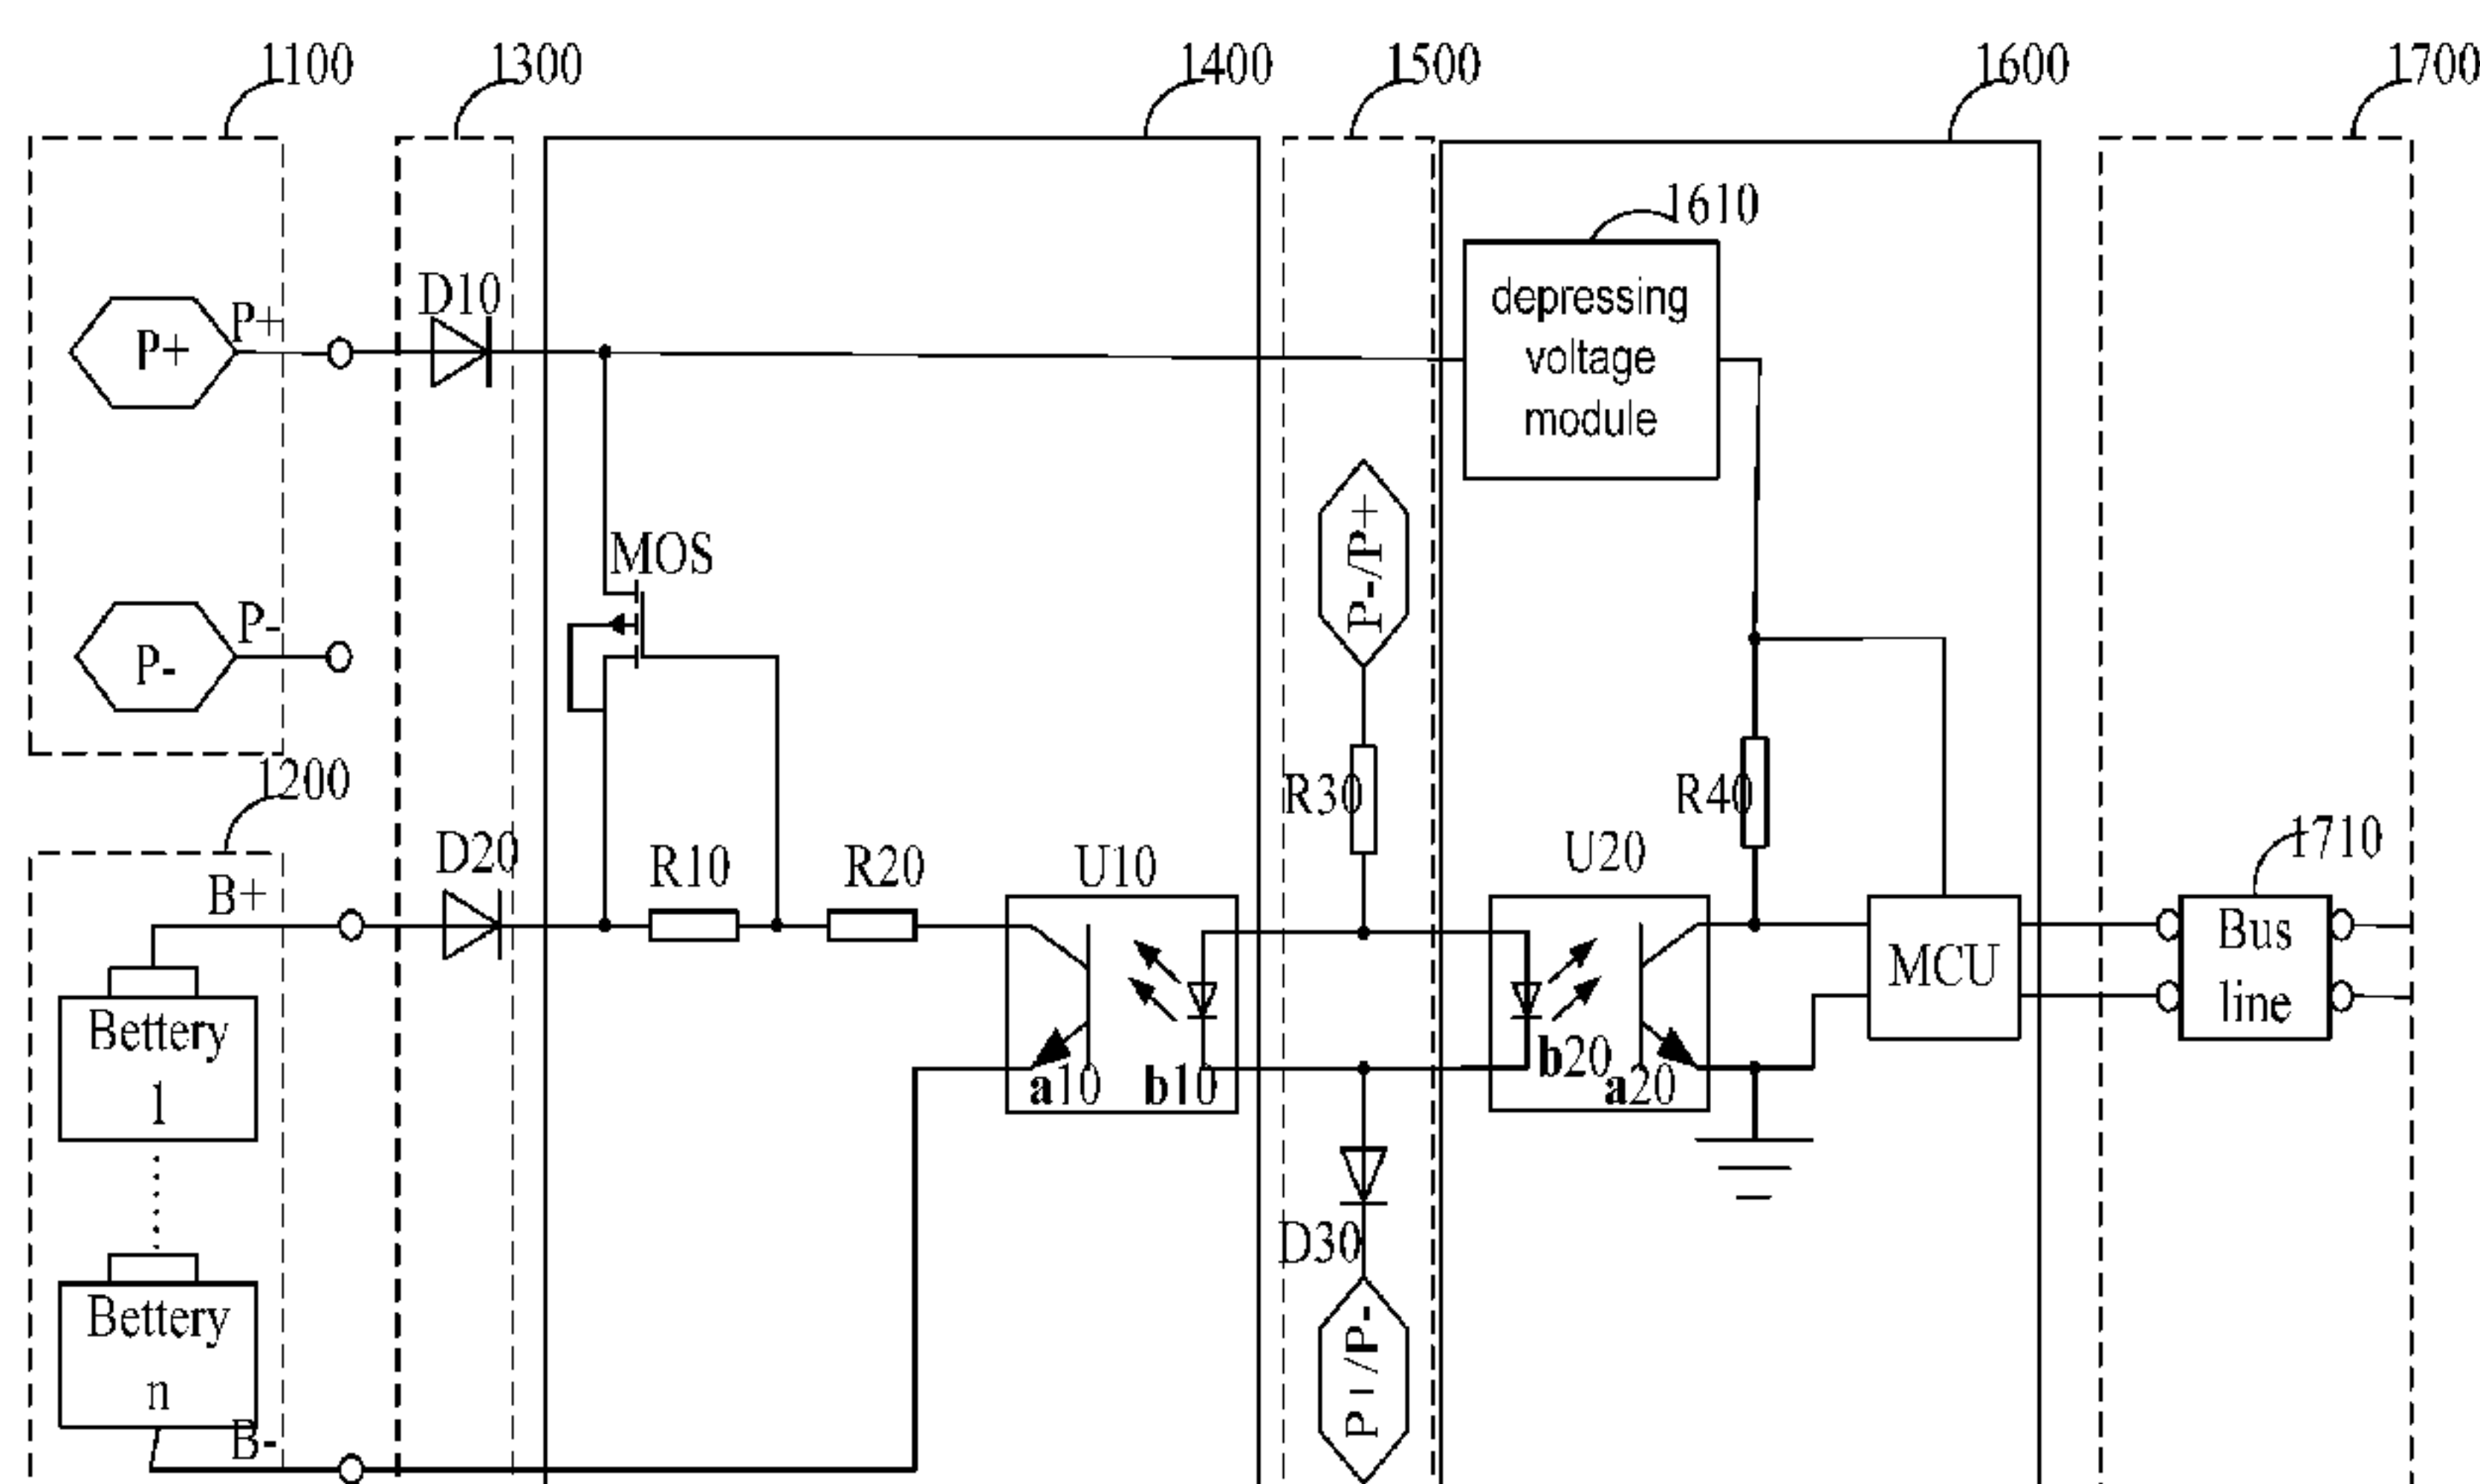 1100
1300
1400
1500
1600
1700
1610
depressing
voltage
module
D10
P+
P+
P-/P+
MOS
P-
P-
1200
R30
R40
1710
D20
R10
R20
U10
U20
B+
Bus
line
MCU
Bettery
1
a10
b10
b20
a20
D30
Bettery
n
P+/P-
B-